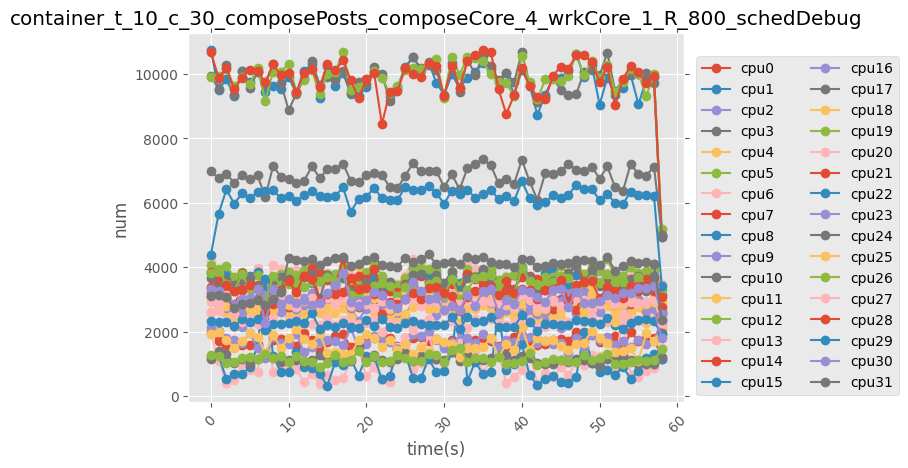 container_t_10_c_30_composePosts_composeCore_4_wrkCore_1_R_800_schedDebug
num
10000
8000
6000
4000
2000
0
0
10
20
30
40
50
60
time(s)
cpu0
cpu1
cpu2
cpu3
cpu4
cpu5
cpu6
cpu7
cpu8
cpu9
cpu10
cpu11
cpu12
cpu13
cpu14
cpu15
cpu16
cpu17
cpu18
cpu19
cpu20
cpu21
cpu22
cpu23
cpu24
cpu25
cpu26
cpu27
cpu28
cpu29
cpu30
cpu31